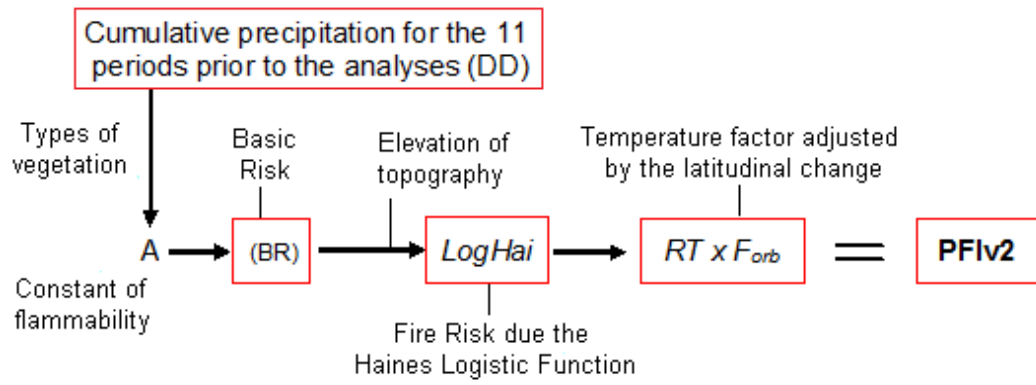 Cumulative precipitation for the 11
periods prior to the analyses (DD)
Types of
vegetation
Basic
Risk
Elevation of
topography
Temperature factor adjusted
by the latitudinal change
A
(BR)
LogHai
RT x Forb
=
PFIv2
Constant of
flammability
Fire Risk due the
Haines Logistic Function